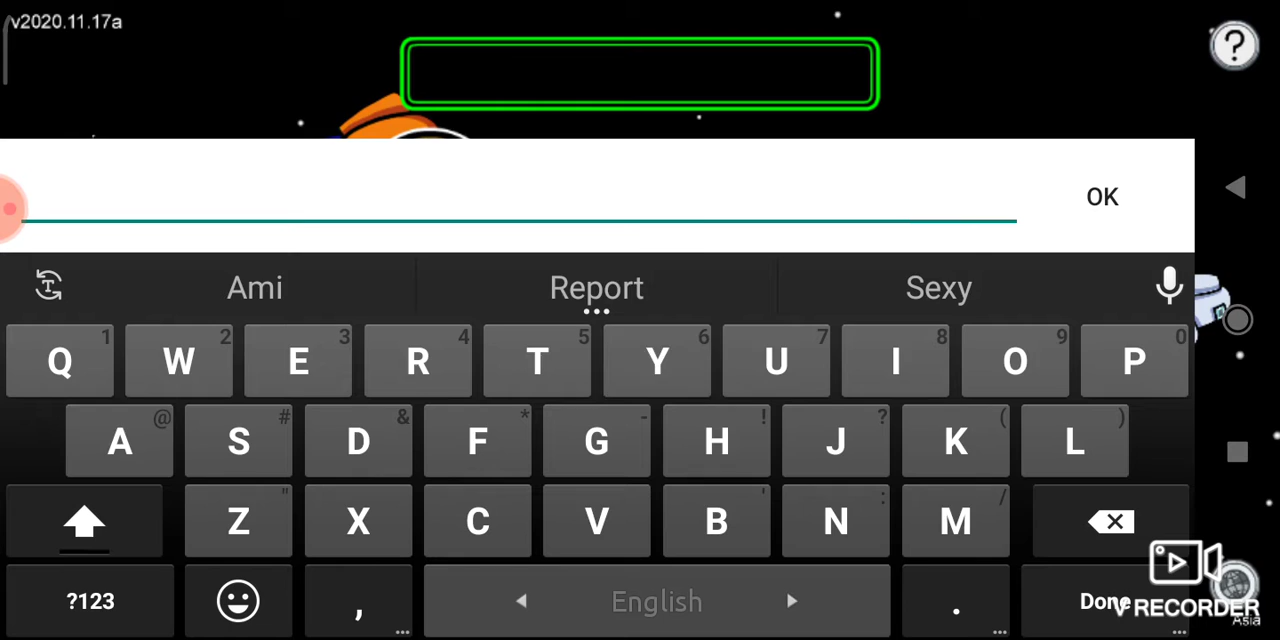 v2020.11.17a
?
OK
Ami Report Sexy
Q 1 W 2 E 3 R 4 T 5 Y 6 U 7 I 8 O 9 P 0
A @ S # D & F * G - H ! J ? K ( L )
Z " X C V B ' N : M /
?123 , English . Done
V RECORDER
Asia